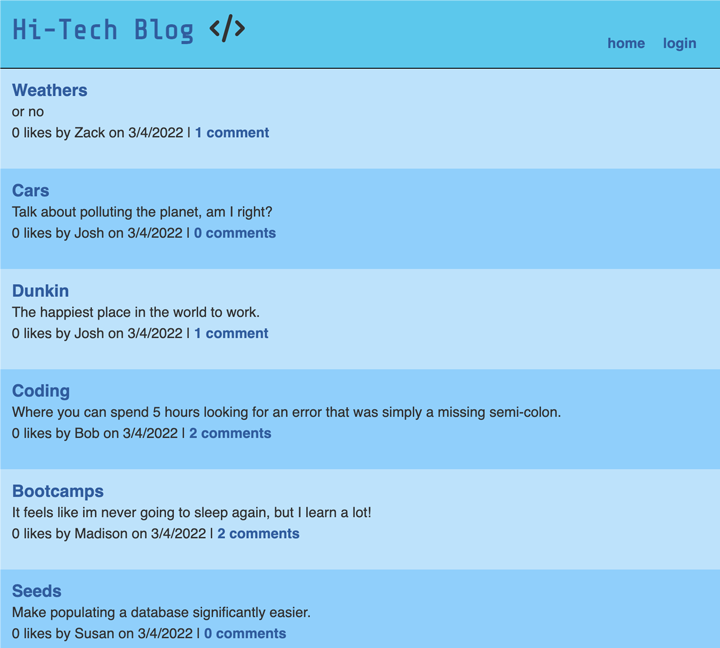 Hi-Tech Blog </>
home login
Weathers
or no
0 likes by Zack on 3/4/2022 | 1 comment
Cars
Talk about polluting the planet, am I right?
0 likes by Josh on 3/4/2022 | 0 comments
Dunkin
The happiest place in the world to work.
0 likes by Josh on 3/4/2022 | 1 comment
Coding
Where you can spend 5 hours looking for an error that was simply a missing semi-colon.
0 likes by Bob on 3/4/2022 | 2 comments
Bootcamps
It feels like im never going to sleep again, but I learn a lot!
0 likes by Madison on 3/4/2022 | 2 comments
Seeds
Make populating a database significantly easier.
0 likes by Susan on 3/4/2022 | 0 comments